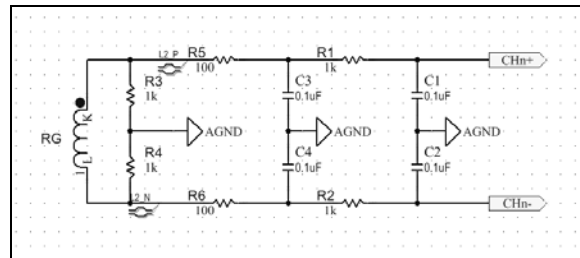 L2_P R5 R1 CHn+
100 1k
R3 C3 C1
1k 0.1uF 0.1uF
K
RG AGND AGND AGND
L
R4 C4 C2
1k 0.1uF 0.1uF
L2_N R6 R2 CHn-
100 1k